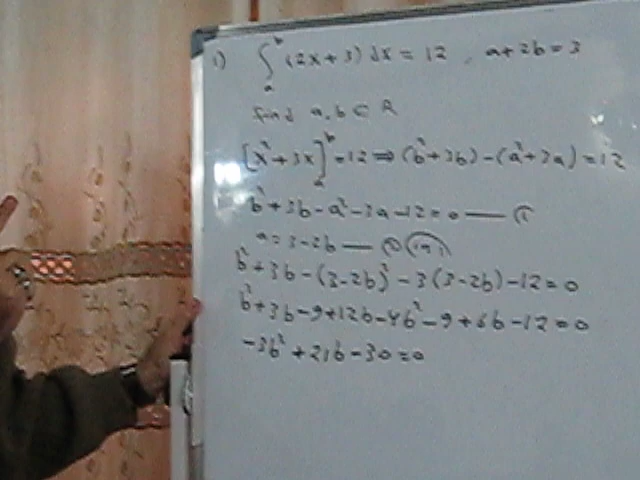 1) ∫ₐᵇ (2x+3) dx = 12 , a+2b=3
find a,b ∈ R
[x²+3x]ₐᵇ =12 ⇒ (b²+3b)-(a²+3a)=12
b²+3b-a²-3a-12=0 — ①
a=3-2b — ②
b²+3b-(3-2b)²-3(3-2b)-12=0
b²+3b-9+12b-4b²-9+6b-12=0
-3b²+21b-30=0